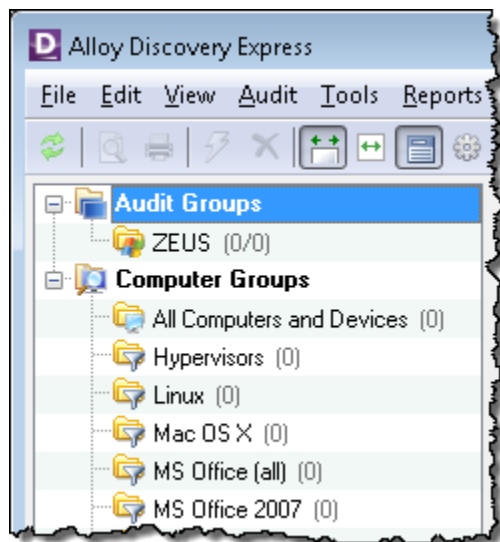 D Alloy Discovery Express
File Edit View Audit Tools Reports
Audit Groups
ZEUS (0/0)
Computer Groups
All Computers and Devices (0)
Hypervisors (0)
Linux (0)
Mac OS X (0)
MS Office (all) (0)
MS Office 2007 (0)